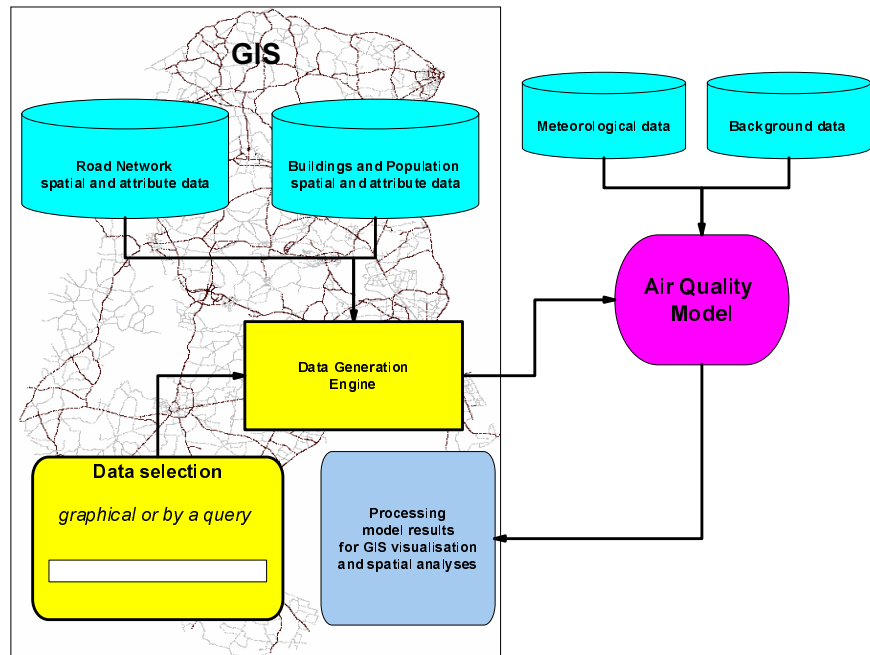 GIS
Road Network
spatial and attribute data
Buildings and Population
spatial and attribute data
Meteorological data
Background data
Air Quality
Model
Data Generation
Engine
Data selection
graphical or by a query
Processing
model results
for GIS visualisation
and spatial analyses